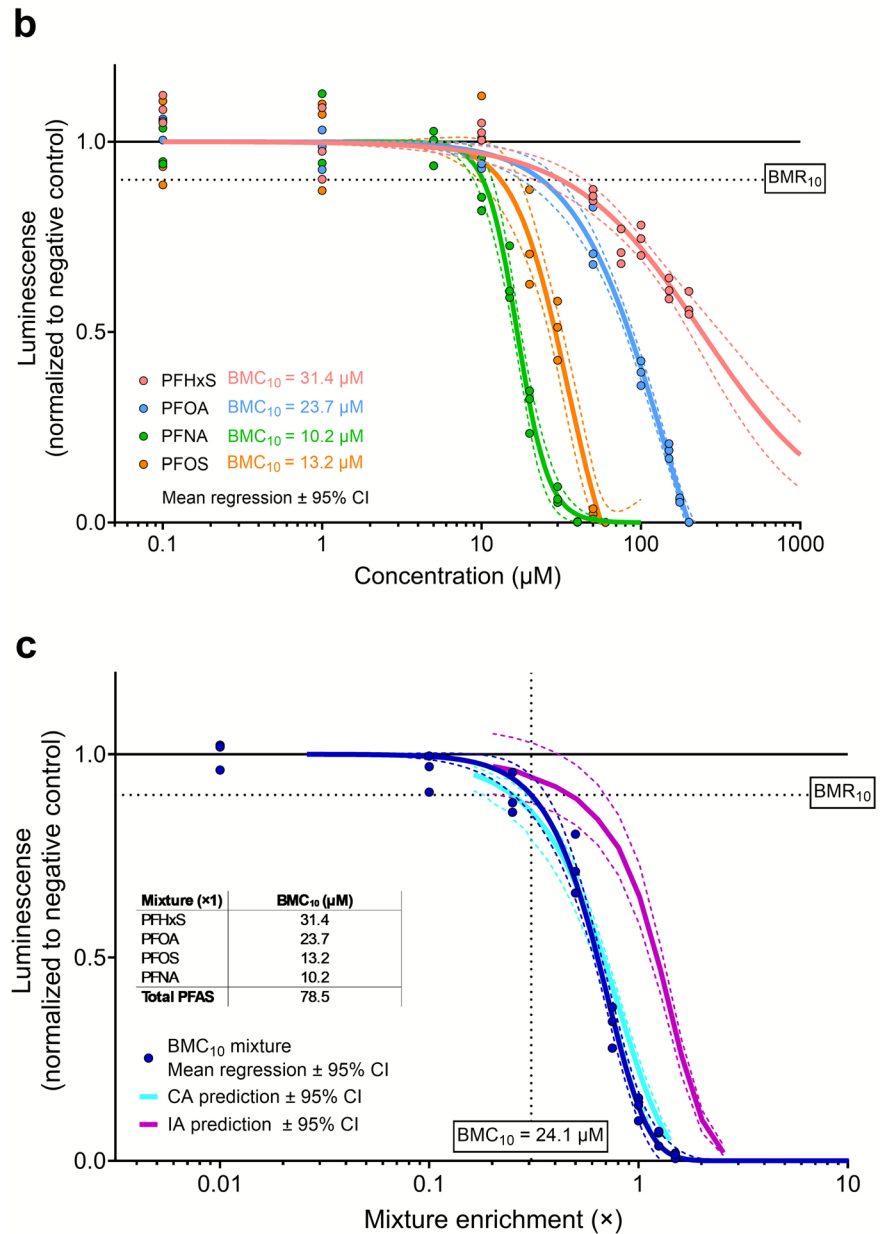 b
Luminescense
(normalized to negative control)
1.0
0.5
0.0
BMR10
PFHxS BMC10 = 31.4 µM
PFOA BMC10 = 23.7 µM
PFNA BMC10 = 10.2 µM
PFOS BMC10 = 13.2 µM
Mean regression ± 95% CI
0.1 1 10 100 1000
Concentration (µM)
c
Luminescense
(normalized to negative control)
1.0
0.5
0.0
BMR10
Mixture (×1) BMC10 (µM)
PFHxS 31.4
PFOA 23.7
PFOS 13.2
PFNA 10.2
Total PFAS 78.5
BMC10 mixture
Mean regression ± 95% CI
CA prediction ± 95% CI
IA prediction ± 95% CI
BMC10 = 24.1 µM
0.01 0.1 1 10
Mixture enrichment (×)